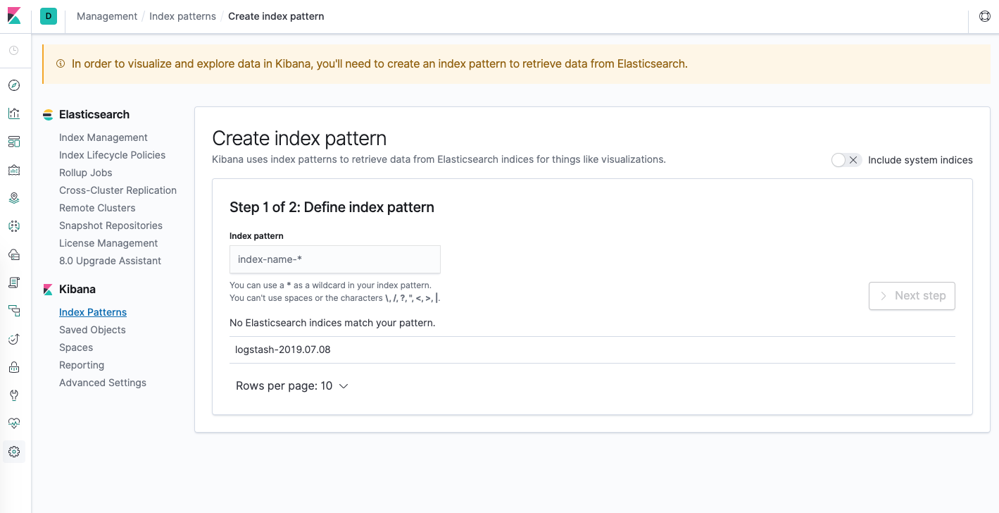 D
Management / Index patterns / Create index pattern
In order to visualize and explore data in Kibana, you'll need to create an index pattern to retrieve data from Elasticsearch.
Elasticsearch
Index Management
Index Lifecycle Policies
Rollup Jobs
Cross-Cluster Replication
Remote Clusters
Snapshot Repositories
License Management
8.0 Upgrade Assistant
Kibana
Index Patterns
Saved Objects
Spaces
Reporting
Advanced Settings
Create index pattern
Kibana uses index patterns to retrieve data from Elasticsearch indices for things like visualizations.
Include system indices
Step 1 of 2: Define index pattern
Index pattern
index-name-*
You can use a * as a wildcard in your index pattern.
You can't use spaces or the characters \, /, ?, ", <, >, |.
Next step
No Elasticsearch indices match your pattern.
logstash-2019.07.08
Rows per page: 10